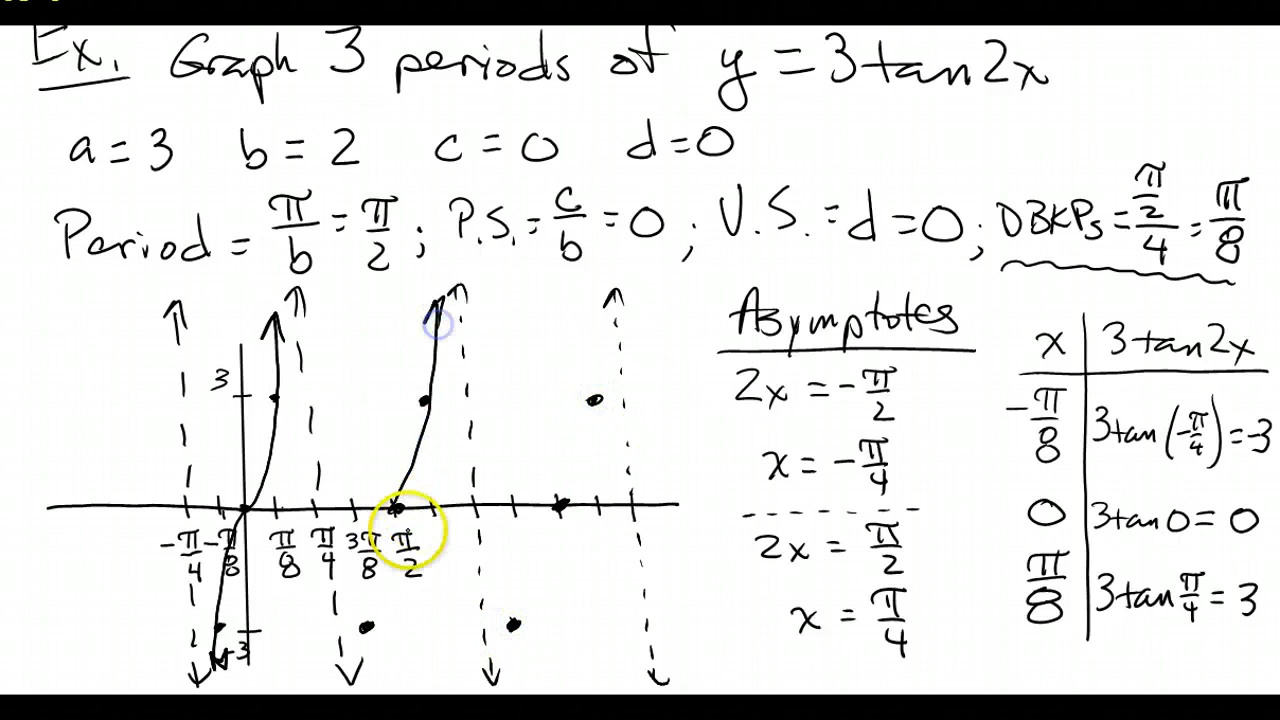 Ex. Graph 3 periods of y = 3tan2x
a = 3 b = 2 c = 0 d = 0
Period = π/b = π/2 ; P.S. = c/b = 0 ; V.S. = d = 0 ; DBKPs = π/2/4 = π/8
3
-π/4 -π/8 π/8 π/4 3π/8 π/2
-3
Asymptotes
2x = -π/2
x = -π/4
2x = π/2
x = π/4
x 3tan2x
-π/8 3tan(-π/4) = -3
0 3tan0 = 0
π/8 3tanπ/4 = 3